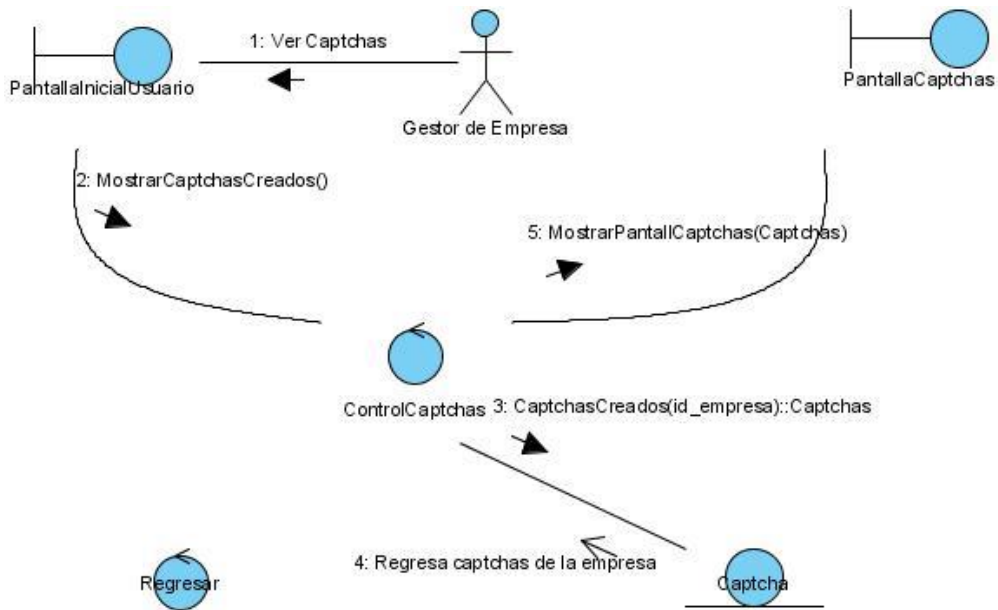 1: Ver Captchas
PantallaInicialUsuario
PantallaCaptchas
Gestor de Empresa
2: MostrarCaptchasCreados()
5: MostrarPantallCaptchas(Captchas)
ControlCaptchas
3: CaptchasCreados(id_empresa)::Captchas
4: Regresa captchas de la empresa
Regresar
Captcha